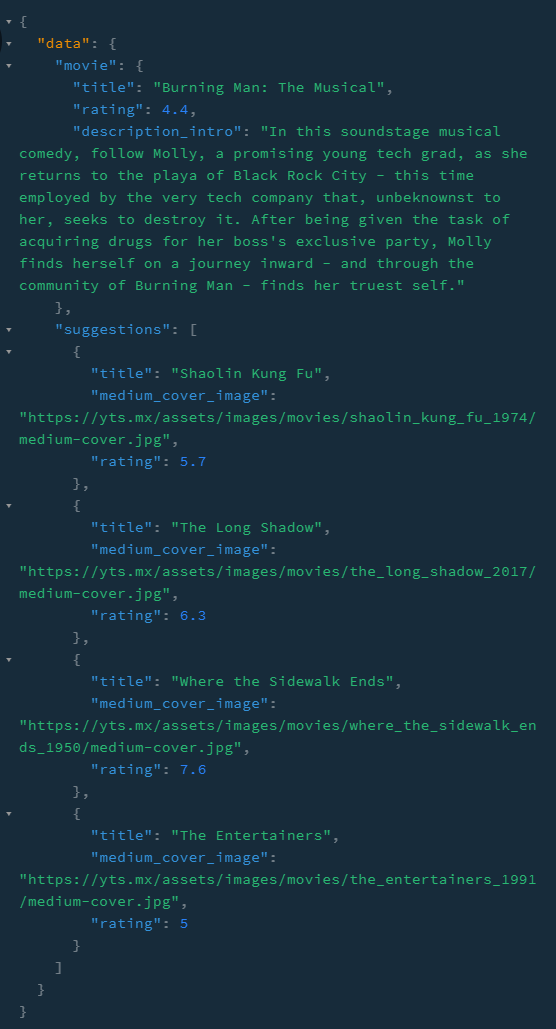 {
"data": {
"movie": {
"title": "Burning Man: The Musical",
"rating": 4.4,
"description_intro": "In this soundstage musical
comedy, follow Molly, a promising young tech grad, as she
returns to the playa of Black Rock City – this time
employed by the very tech company that, unbeknownst to
her, seeks to destroy it. After being given the task of
acquiring drugs for her boss's exclusive party, Molly
finds herself on a journey inward – and through the
community of Burning Man – finds her truest self."
},
"suggestions": [
{
"title": "Shaolin Kung Fu",
"medium_cover_image":
"https://yts.mx/assets/images/movies/shaolin_kung_fu_1974/
medium-cover.jpg",
"rating": 5.7
},
{
"title": "The Long Shadow",
"medium_cover_image":
"https://yts.mx/assets/images/movies/the_long_shadow_2017/
medium-cover.jpg",
"rating": 6.3
},
{
"title": "Where the Sidewalk Ends",
"medium_cover_image":
"https://yts.mx/assets/images/movies/where_the_sidewalk_en
ds_1950/medium-cover.jpg",
"rating": 7.6
},
{
"title": "The Entertainers",
"medium_cover_image":
"https://yts.mx/assets/images/movies/the_entertainers_1991
/medium-cover.jpg",
"rating": 5
}
]
}
}